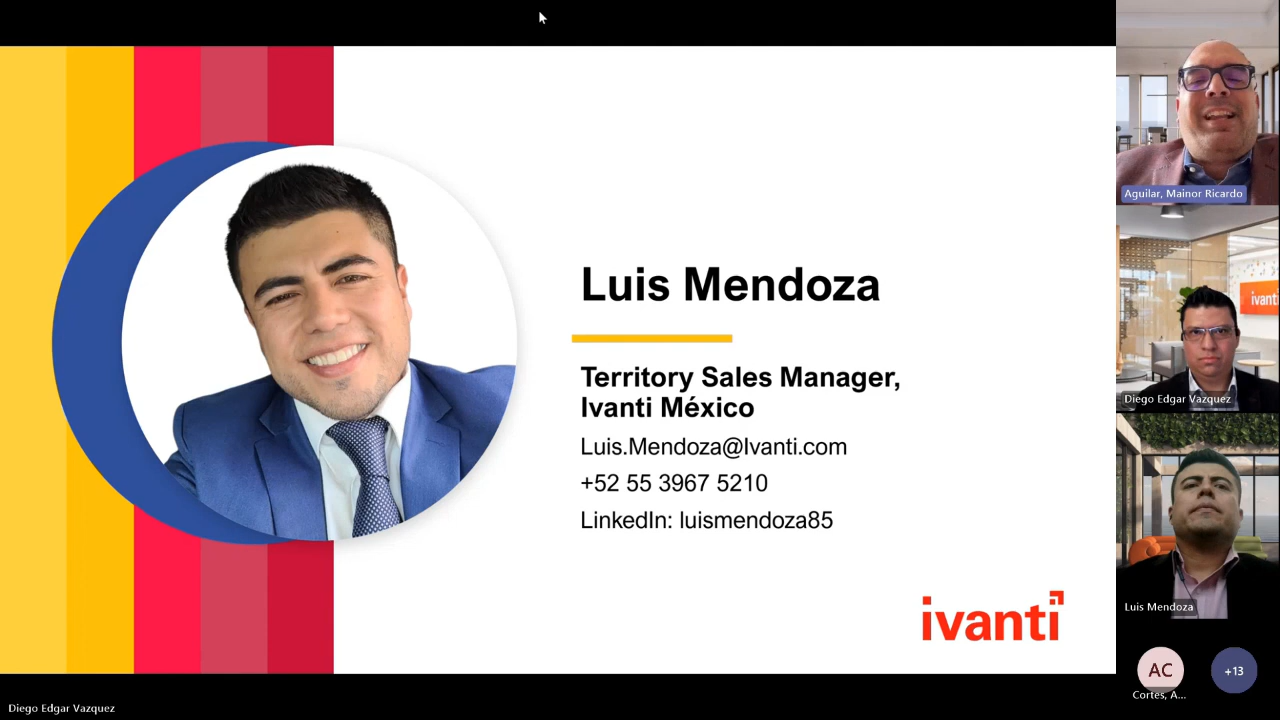 Luis Mendoza
Territory Sales Manager,
Ivanti México
Luis.Mendoza@Ivanti.com
+52 55 3967 5210
LinkedIn: luismendoza85
ivanti
Aguilar, Mainor Ricardo
ivanti
Diego Edgar Vazquez
Luis Mendoza
AC
+13
Cortes, A...
Diego Edgar Vazquez